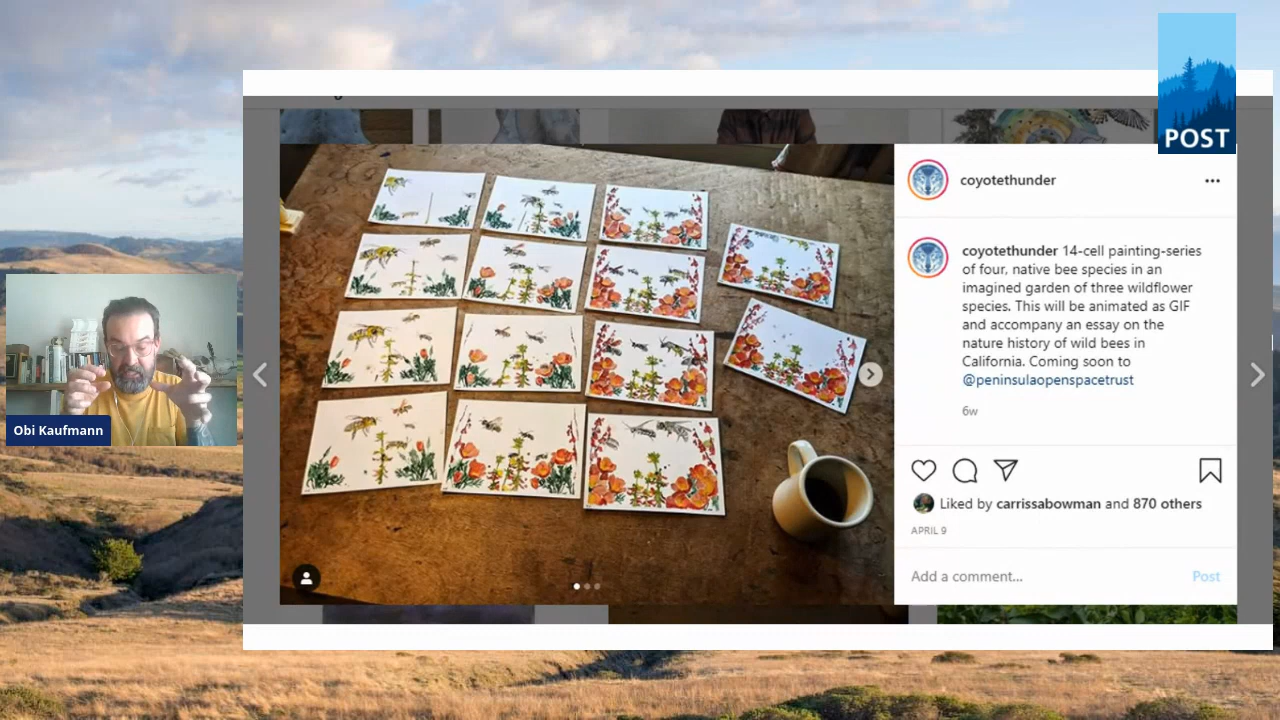 POST
coyotethunder
coyotethunder 14-cell painting-series
of four, native bee species in an
imagined garden of three wildflower
species. This will be animated as GIF
and accompany an essay on the
nature history of wild bees in
California. Coming soon to
@peninsulaopenspacetrust
6w
Liked by carrissabowman and 870 others
APRIL 9
Add a comment... Post
Obi Kaufmann